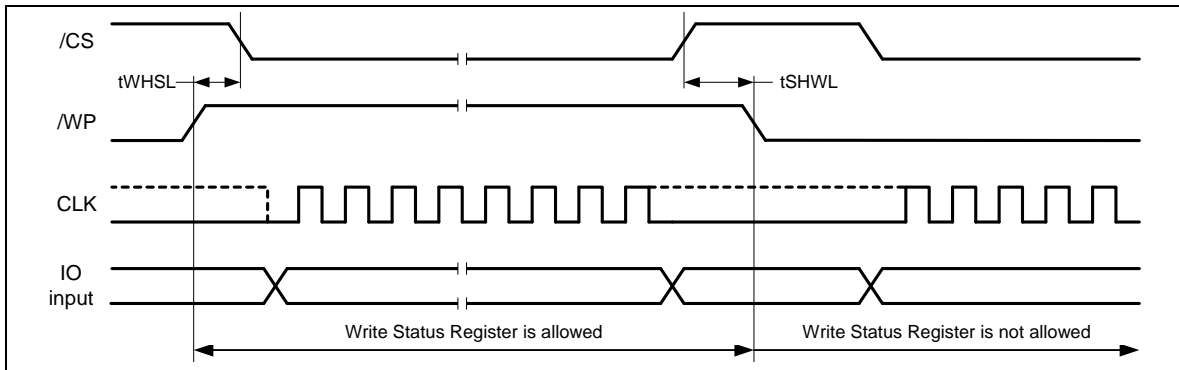 /CS
tWHSL
tSHWL
/WP
CLK
IO
input
Write Status Register is allowed
Write Status Register is not allowed